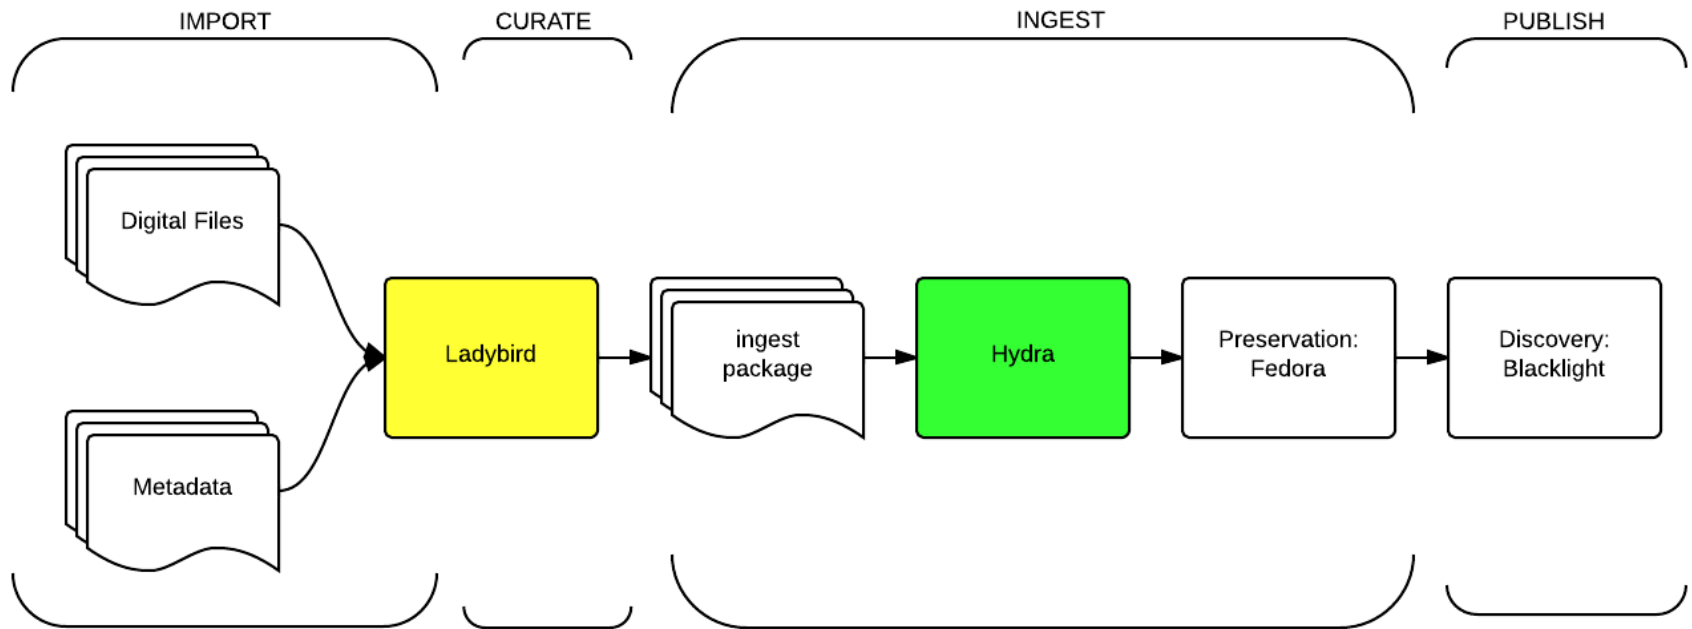 IMPORT
CURATE
INGEST
PUBLISH
Digital Files
Metadata
Ladybird
ingest
package
Hydra
Preservation:
Fedora
Discovery:
Blacklight